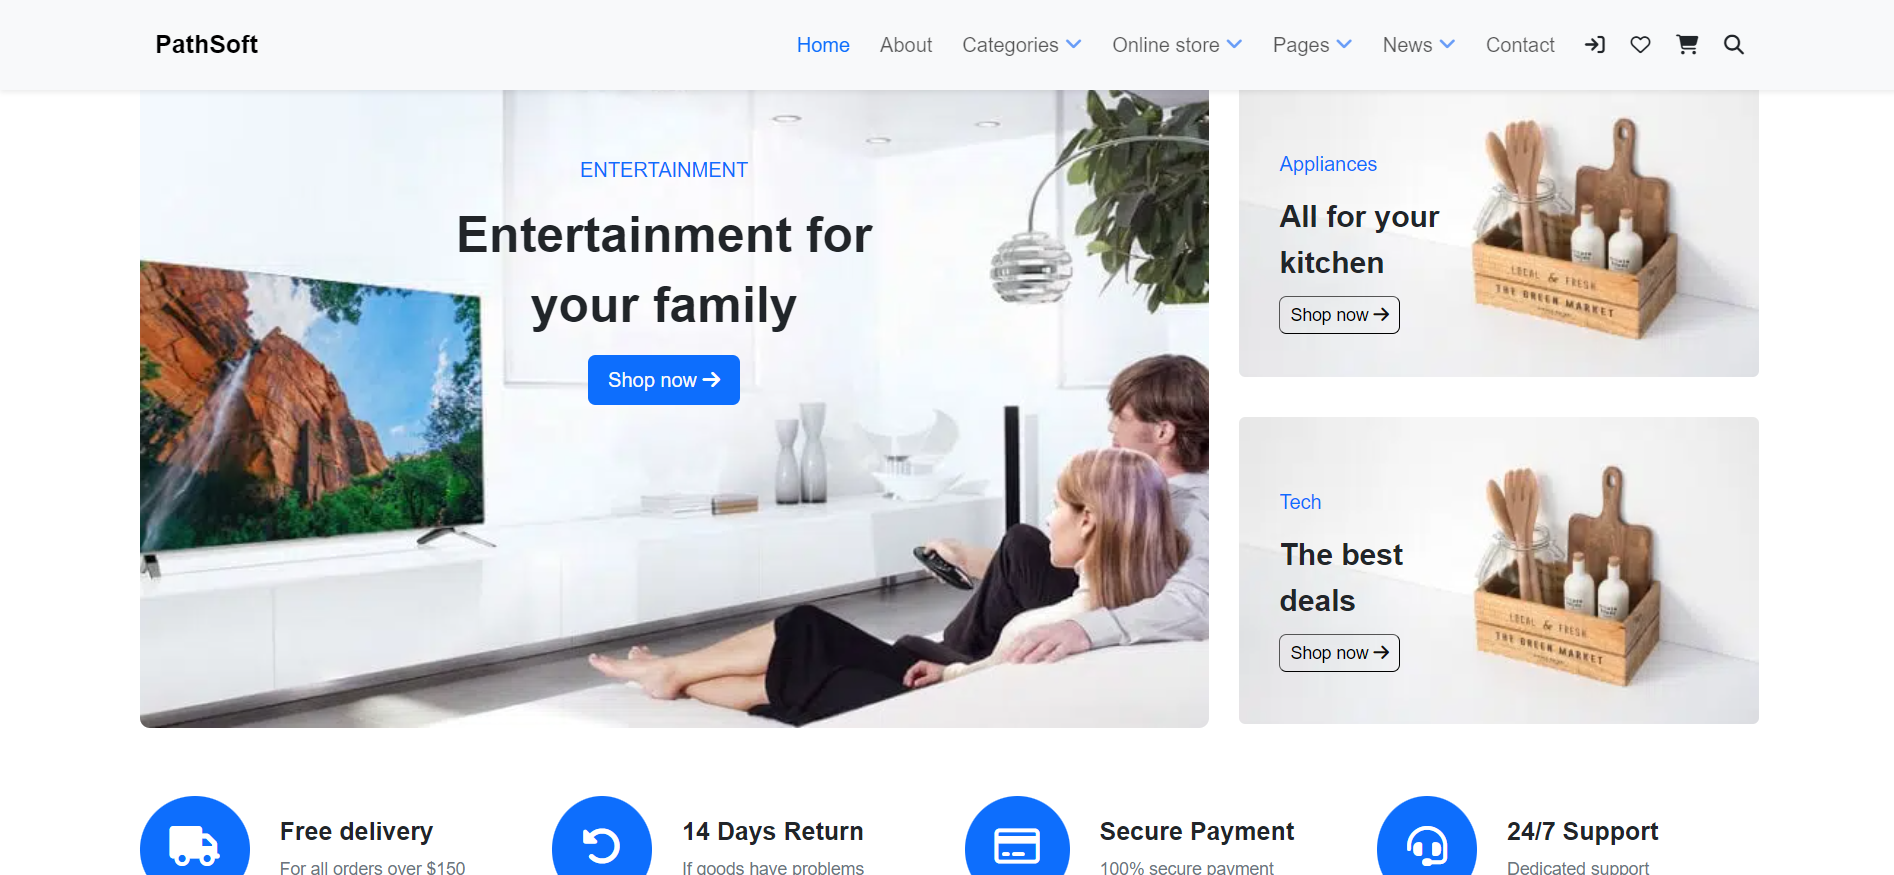 PathSoft
Home
About
Categories
Online store
Pages
News
Contact
ENTERTAINMENT
Entertainment for
your family
Shop now
Appliances
All for your
kitchen
Shop now
LOCAL & FRESH
THE GREEN MARKET
Tech
The best
deals
Shop now
LOCAL & FRESH
THE GREEN MARKET
Free delivery
For all orders over $150
14 Days Return
If goods have problems
Secure Payment
100% secure payment
24/7 Support
Dedicated support